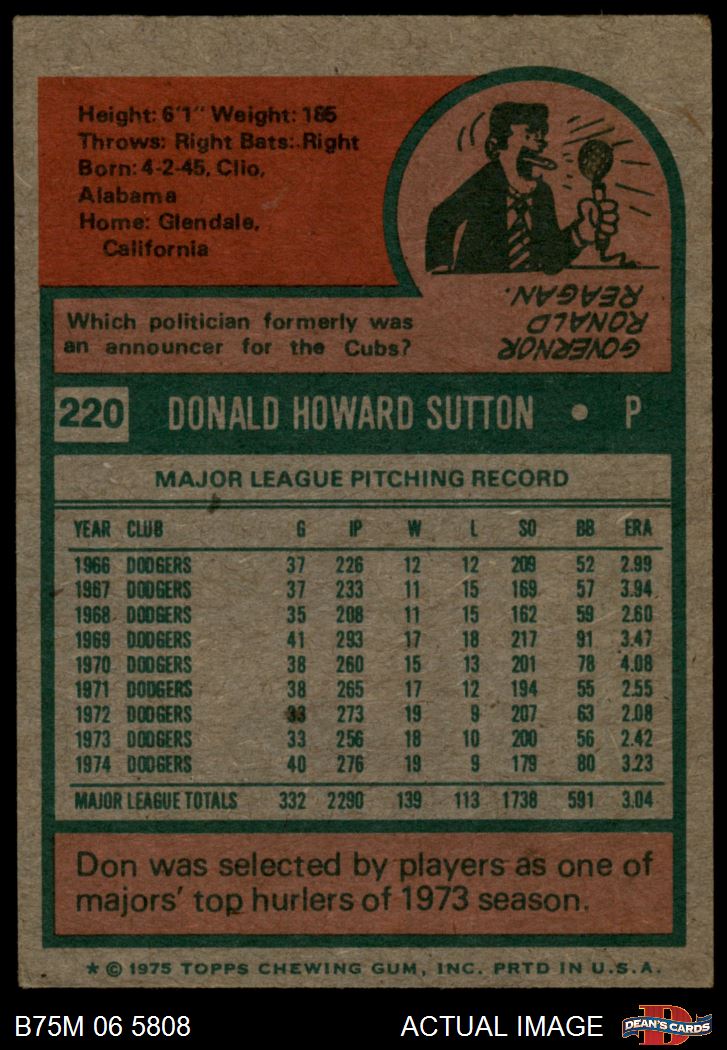 Height: 6'1" Weight: 185
Throws: Right Bats: Right
Born: 4-2-45, Clio,
Alabama
Home: Glendale,
California
Which politician formerly was
an announcer for the Cubs?
GOVERNOR
RONALD
REAGAN.
220 DONALD HOWARD SUTTON • P
MAJOR LEAGUE PITCHING RECORD
YEAR CLUB G IP W L SO BB ERA
1966 DODGERS 37 226 12 12 209 52 2.99
1967 DODGERS 37 233 11 15 169 57 3.94
1968 DODGERS 35 208 11 15 162 59 2.60
1969 DODGERS 41 293 17 18 217 91 3.47
1970 DODGERS 38 260 15 13 201 78 4.08
1971 DODGERS 38 265 17 12 194 55 2.55
1972 DODGERS 33 273 19 9 207 63 2.08
1973 DODGERS 33 256 18 10 200 56 2.42
1974 DODGERS 40 276 19 9 179 80 3.23
MAJOR LEAGUE TOTALS 332 2290 139 113 1738 591 3.04
Don was selected by players as one of
majors' top hurlers of 1973 season.
* © 1975 TOPPS CHEWING GUM, INC. PRTD IN U.S.A.
B75M 06 5808 ACTUAL IMAGE D DEAN'S CARDS